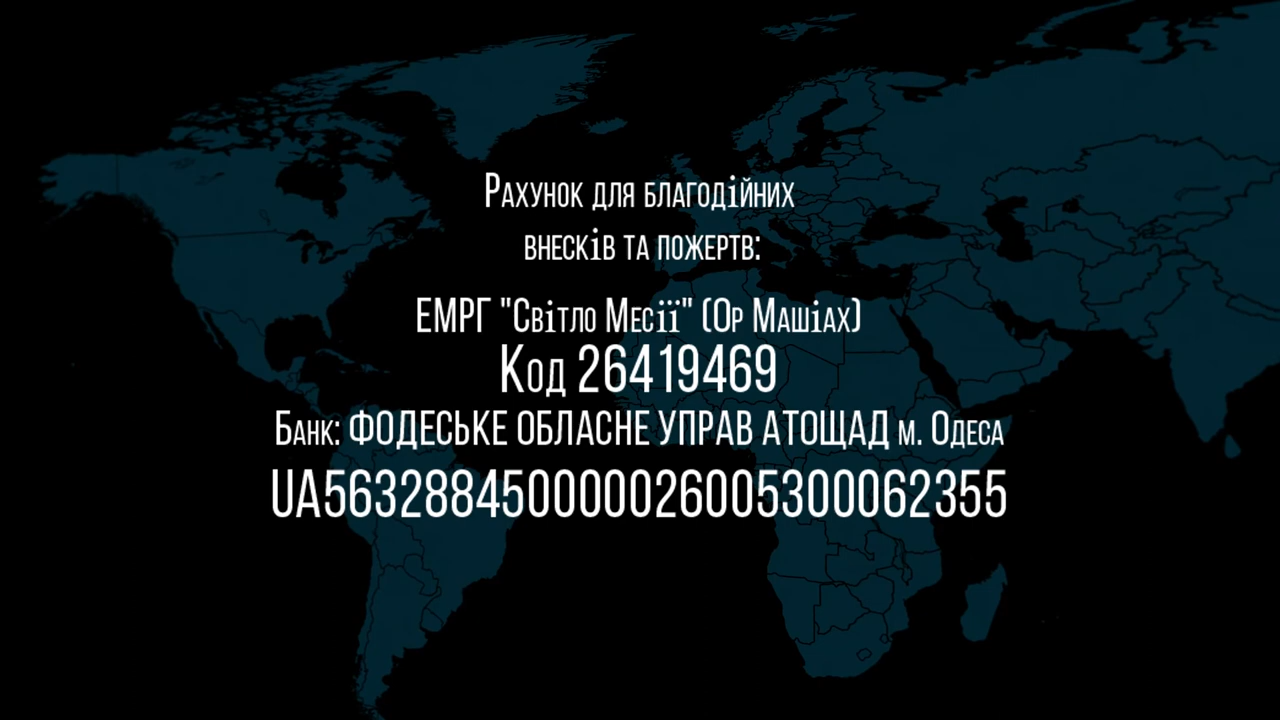 Рахунок для благодійних
внесків та пожертв:
ЕМРГ "Світло Месії" (Ор Машіах)
Код 26419469
Банк: ФОДЕСЬКЕ ОБЛАСНЕ УПРАВ АТОЩАД м. Одеса
UA563288450000026005300062355